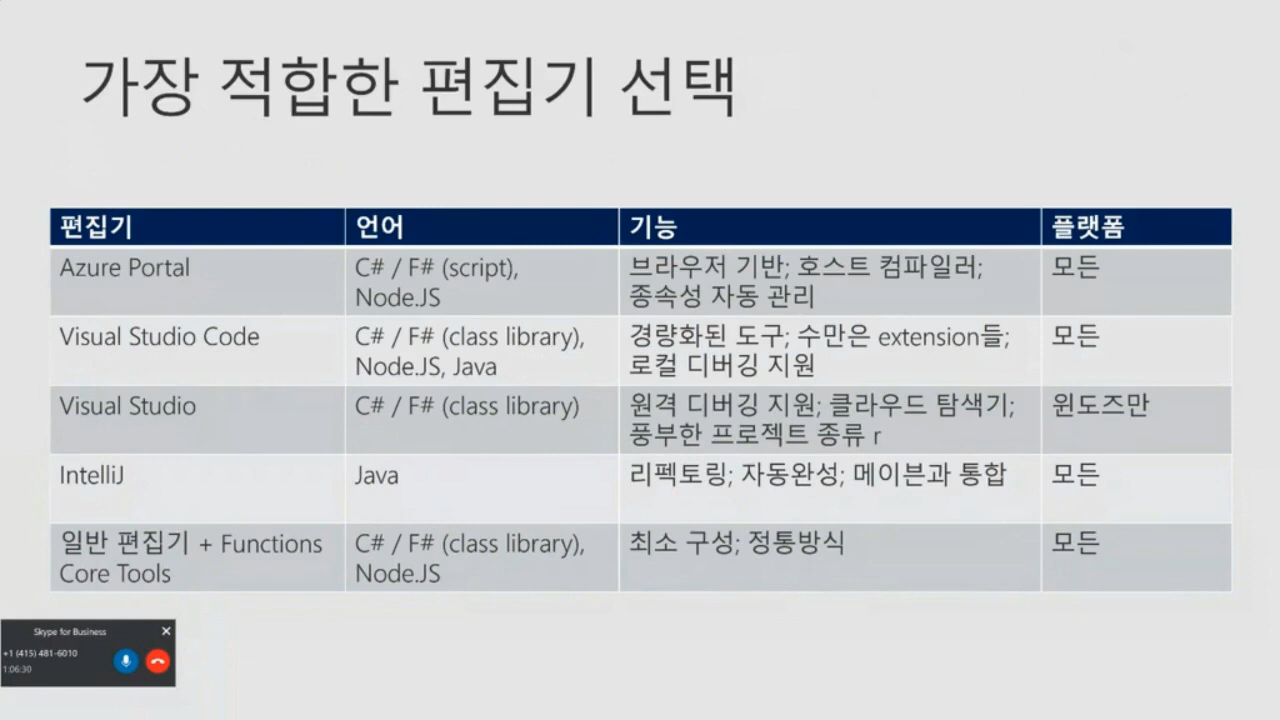 가장 적합한 편집기 선택
편집기 언어 기능 플랫폼
Azure Portal
C# / F# (script),
Node.JS
브라우저 기반; 호스트 컴파일러;
종속성 자동 관리
모든
Visual Studio Code
C# / F# (class library),
Node.JS, Java
경량화된 도구; 수만은 extension들;
로컬 디버깅 지원
모든
Visual Studio
C# / F# (class library)
원격 디버깅 지원; 클라우드 탐색기;
풍부한 프로젝트 종류 r
윈도즈만
IntelliJ
Java
리펙토링; 자동완성; 메이븐과 통합
모든
일반 편집기 + Functions
Core Tools
C# / F# (class library),
Node.JS
최소 구성; 정통방식
모든
Skype for Business
+1 (415) 481-6010
1:06:30